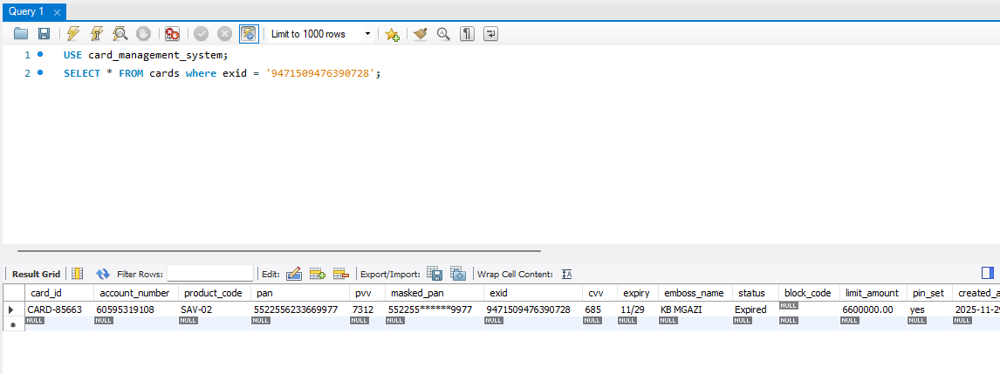 Query 1
Limit to 1000 rows
1 USE card_management_system;
2 SELECT * FROM cards where exid = '9471509476390728';
Result Grid Filter Rows: Edit: Export/Import: Wrap Cell Content:
card_id account_number product_code pan pvv masked_pan exid cvv expiry emboss_name status block_code limit_amount pin_set created_a
CARD-85663 60595319108 SAV-02 5522556233669977 7312 552255******9977 9471509476390728 685 11/29 KB MGAZI Expired NULL 6600000.00 yes 2025-11-29
NULL NULL NULL NULL NULL NULL NULL NULL NULL NULL NULL NULL NULL NULL NULL